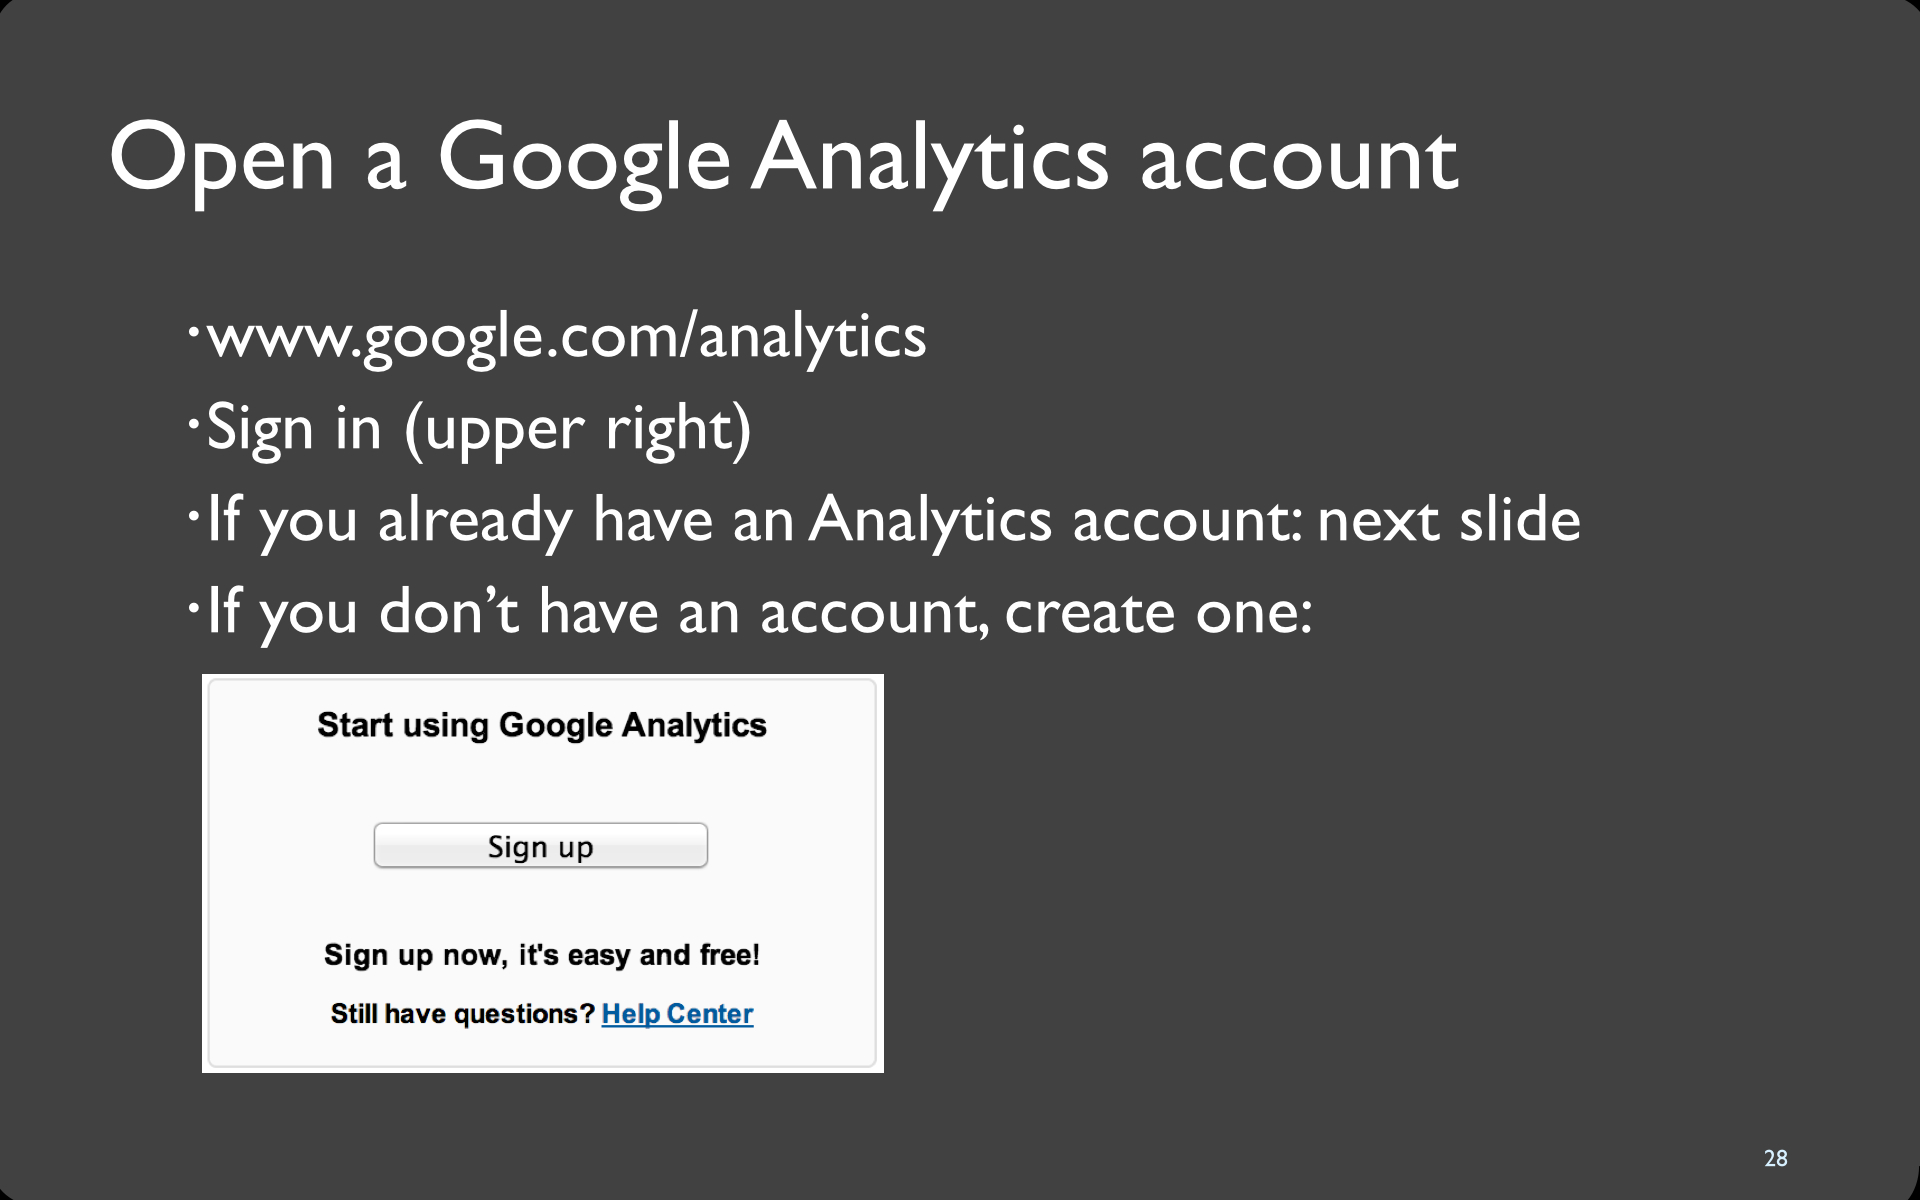 Open a Google Analytics account
·www.google.com/analytics
·Sign in (upper right)
·If you already have an Analytics account: next slide
·If you don’t have an account, create one:
Start using Google Analytics
Sign up
Sign up now, it's easy and free!
Still have questions? Help Center
28